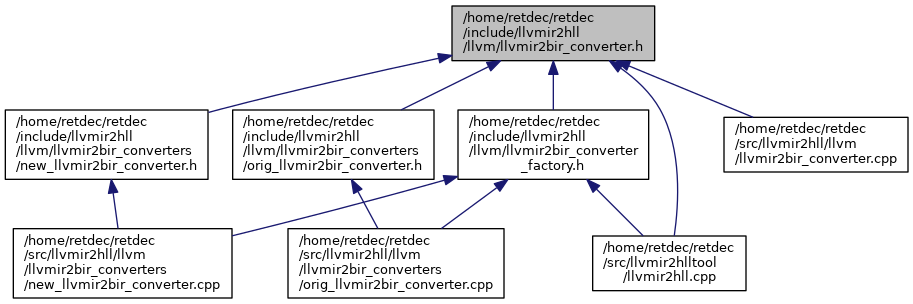 /home/retdec/retdec
/include/llvmir2hll
/llvm/llvmir2bir_converter.h
/home/retdec/retdec
/include/llvmir2hll
/llvm/llvmir2bir_converters
/new_llvmir2bir_converter.h
/home/retdec/retdec
/include/llvmir2hll
/llvm/llvmir2bir_converters
/orig_llvmir2bir_converter.h
/home/retdec/retdec
/include/llvmir2hll
/llvm/llvmir2bir_converter
_factory.h
/home/retdec/retdec
/src/llvmir2hll/llvm
/llvmir2bir_converter.cpp
/home/retdec/retdec
/src/llvmir2hll/llvm
/llvmir2bir_converters
/new_llvmir2bir_converter.cpp
/home/retdec/retdec
/src/llvmir2hll/llvm
/llvmir2bir_converters
/orig_llvmir2bir_converter.cpp
/home/retdec/retdec
/src/llvmir2hlltool
/llvmir2hll.cpp